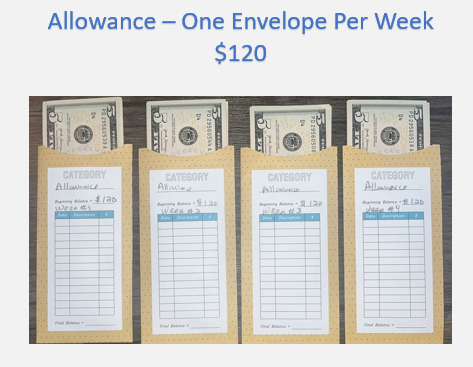 Allowance – One Envelope Per Week
$120
CATEGORY
Allowance
Beginning Balance = $120
Week #1
Date Description $
Final Balance =
CATEGORY
Beginning Balance = $120
Week #2
Date Description $
Final Balance =
CATEGORY
Allowance
Beginning Balance = $120
Week #3
Date Description $
Final Balance =
CATEGORY
Allowance
Beginning Balance = $120
Week #4
Date Description $
Final Balance =